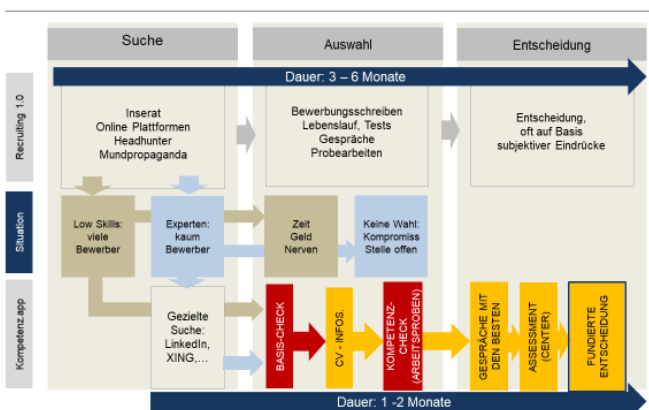 Suche
Auswahl
Entscheidung
Dauer: 3 – 6 Monate
Recruiting 1.0
Inserat
Online Plattformen
Headhunter
Mundpropaganda
Bewerbungsschreiben
Lebenslauf, Tests
Gespräche
Probearbeiten
Entscheidung,
oft auf Basis
subjektiver Eindrücke
Situation
Low Skills:
viele
Bewerber
Experten:
kaum
Bewerber
Zeit
Geld
Nerven
Keine Wahl:
Kompromiss
Stelle offen
Kompetenz.app
Gezielte
Suche:
LinkedIn,
XING,...
BASIS-CHECK
CV - INFOS.
KOMPETENZ-
CHECK
(ARBEITSPROBEN)
GESPRÄCHE MIT
DEN BESTEN
ASSESSMENT
(CENTER)
FUNDIERTE
ENTSCHEIDUNG
Dauer: 1 -2 Monate